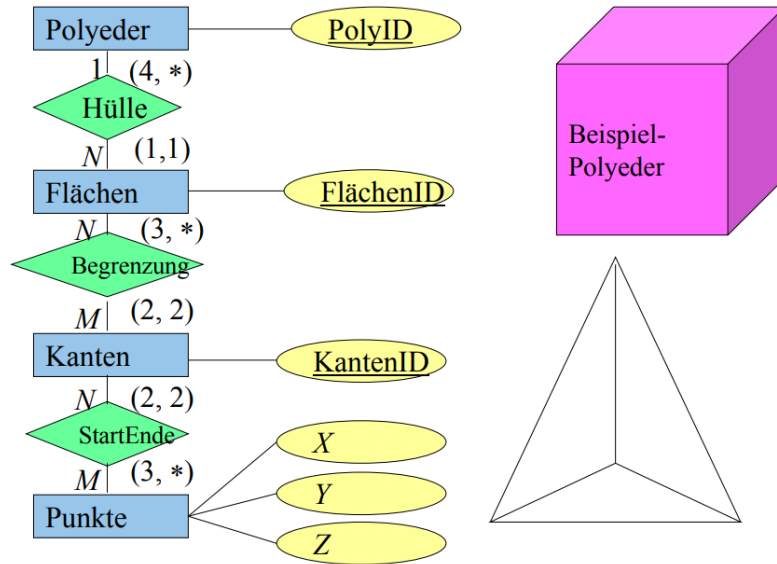 Polyeder
PolyID
1
(4, *)
Hülle
N
(1,1)
Flächen
FlächenID
N
(3, *)
Begrenzung
M
(2, 2)
Kanten
KantenID
N
(2, 2)
StartEnde
M
(3, *)
Punkte
X
Y
Z
Beispiel-
Polyeder